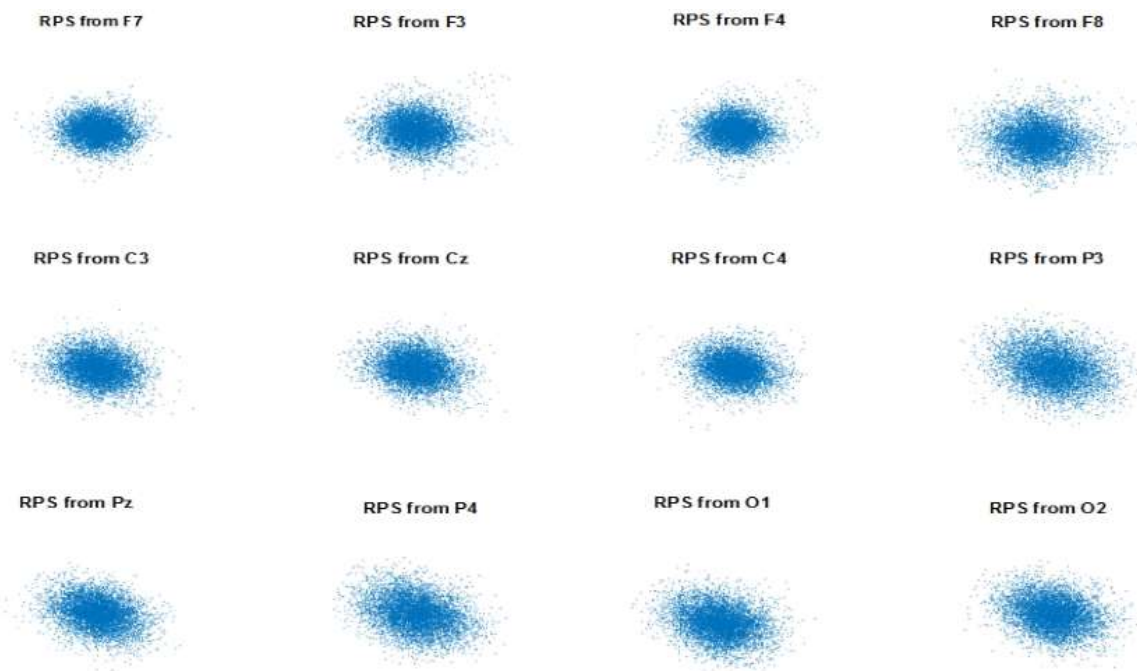 RPS from F7
RPS from F3
RPS from F4
RPS from F8
RPS from C3
RPS from Cz
RPS from C4
RPS from P3
RPS from Pz
RPS from P4
RPS from O1
RPS from O2